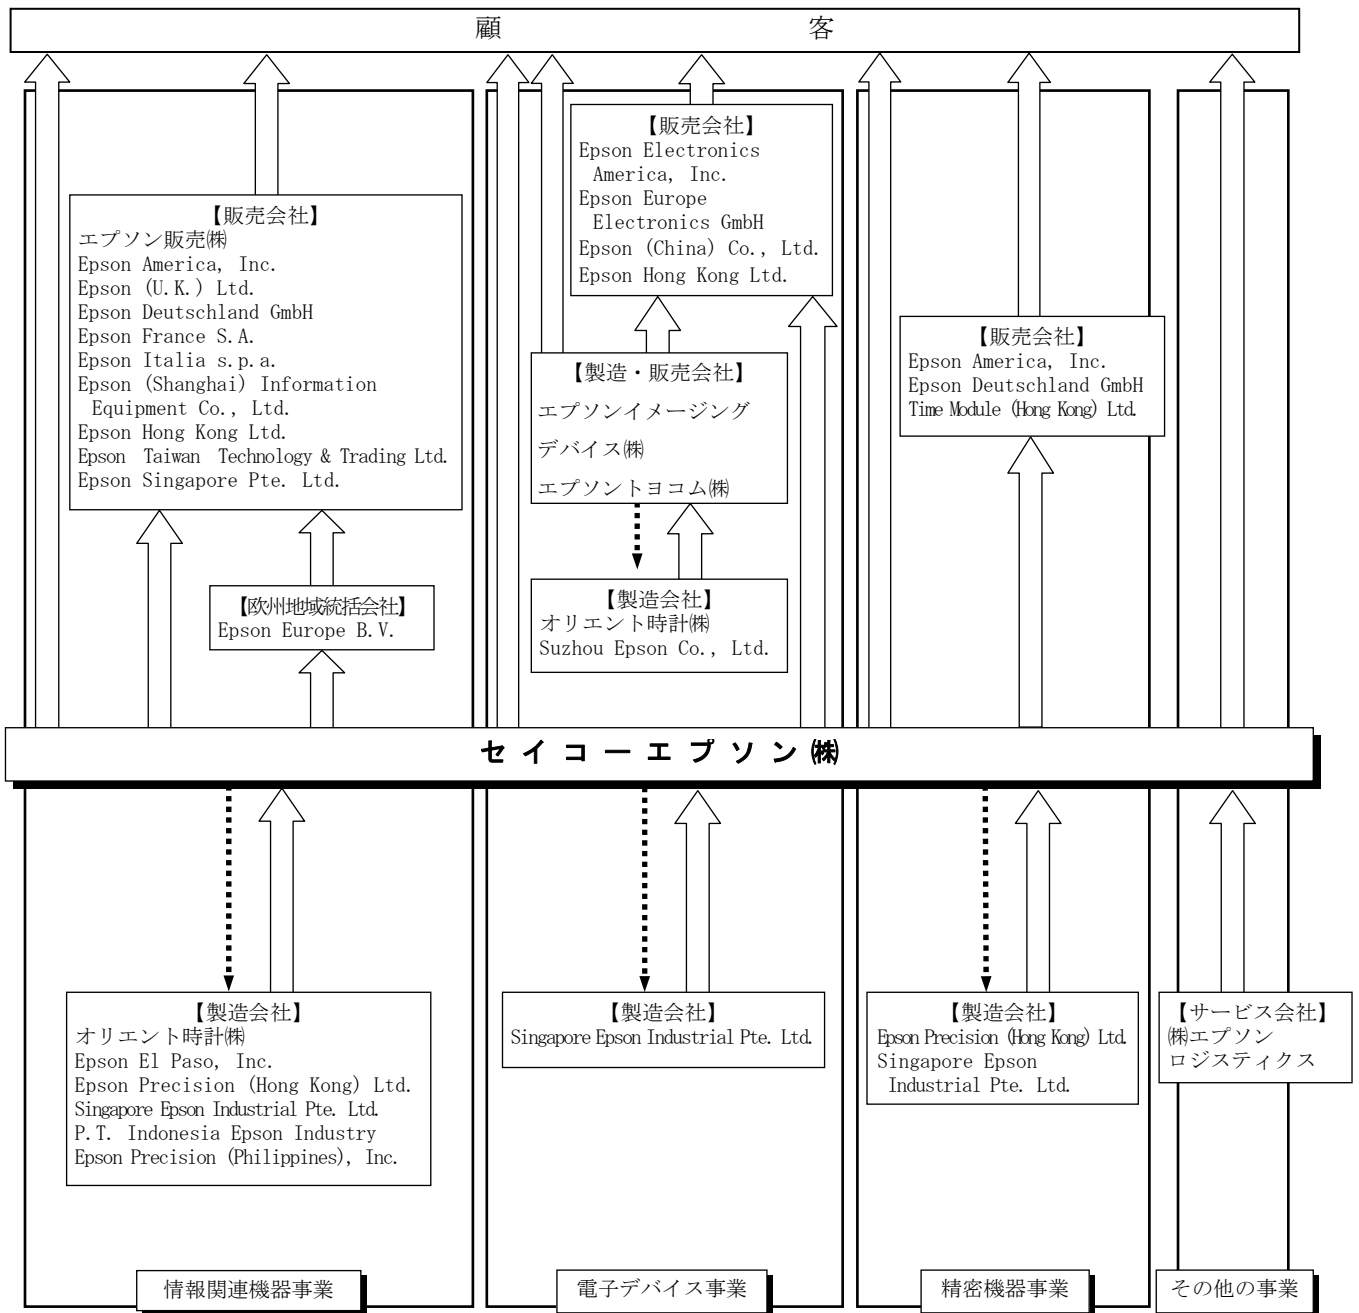 顧 客
【販売会社】
エプソン販売㈱
Epson America, Inc.
Epson (U.K.) Ltd.
Epson Deutschland GmbH
Epson France S.A.
Epson Italia s.p.a.
Epson (Shanghai) Information
Equipment Co., Ltd.
Epson Hong Kong Ltd.
Epson Taiwan Technology & Trading Ltd.
Epson Singapore Pte. Ltd.
【欧州地域統括会社】
Epson Europe B.V.
【販売会社】
Epson Electronics
America, Inc.
Epson Europe
Electronics GmbH
Epson (China) Co., Ltd.
Epson Hong Kong Ltd.
【製造・販売会社】
エプソンイメージング
デバイス㈱
エプソントヨコム㈱
【製造会社】
オリエント時計㈱
Suzhou Epson Co., Ltd.
【販売会社】
Epson America, Inc.
Epson Deutschland GmbH
Time Module (Hong Kong) Ltd.
セイコーエプソン㈱
【製造会社】
オリエント時計㈱
Epson El Paso, Inc.
Epson Precision (Hong Kong) Ltd.
Singapore Epson Industrial Pte. Ltd.
P.T. Indonesia Epson Industry
Epson Precision (Philippines), Inc.
【製造会社】
Singapore Epson Industrial Pte. Ltd.
【製造会社】
Epson Precision (Hong Kong) Ltd.
Singapore Epson
Industrial Pte. Ltd.
【サービス会社】
㈱エプソン
ロジスティクス
情報関連機器事業
電子デバイス事業
精密機器事業
その他の事業